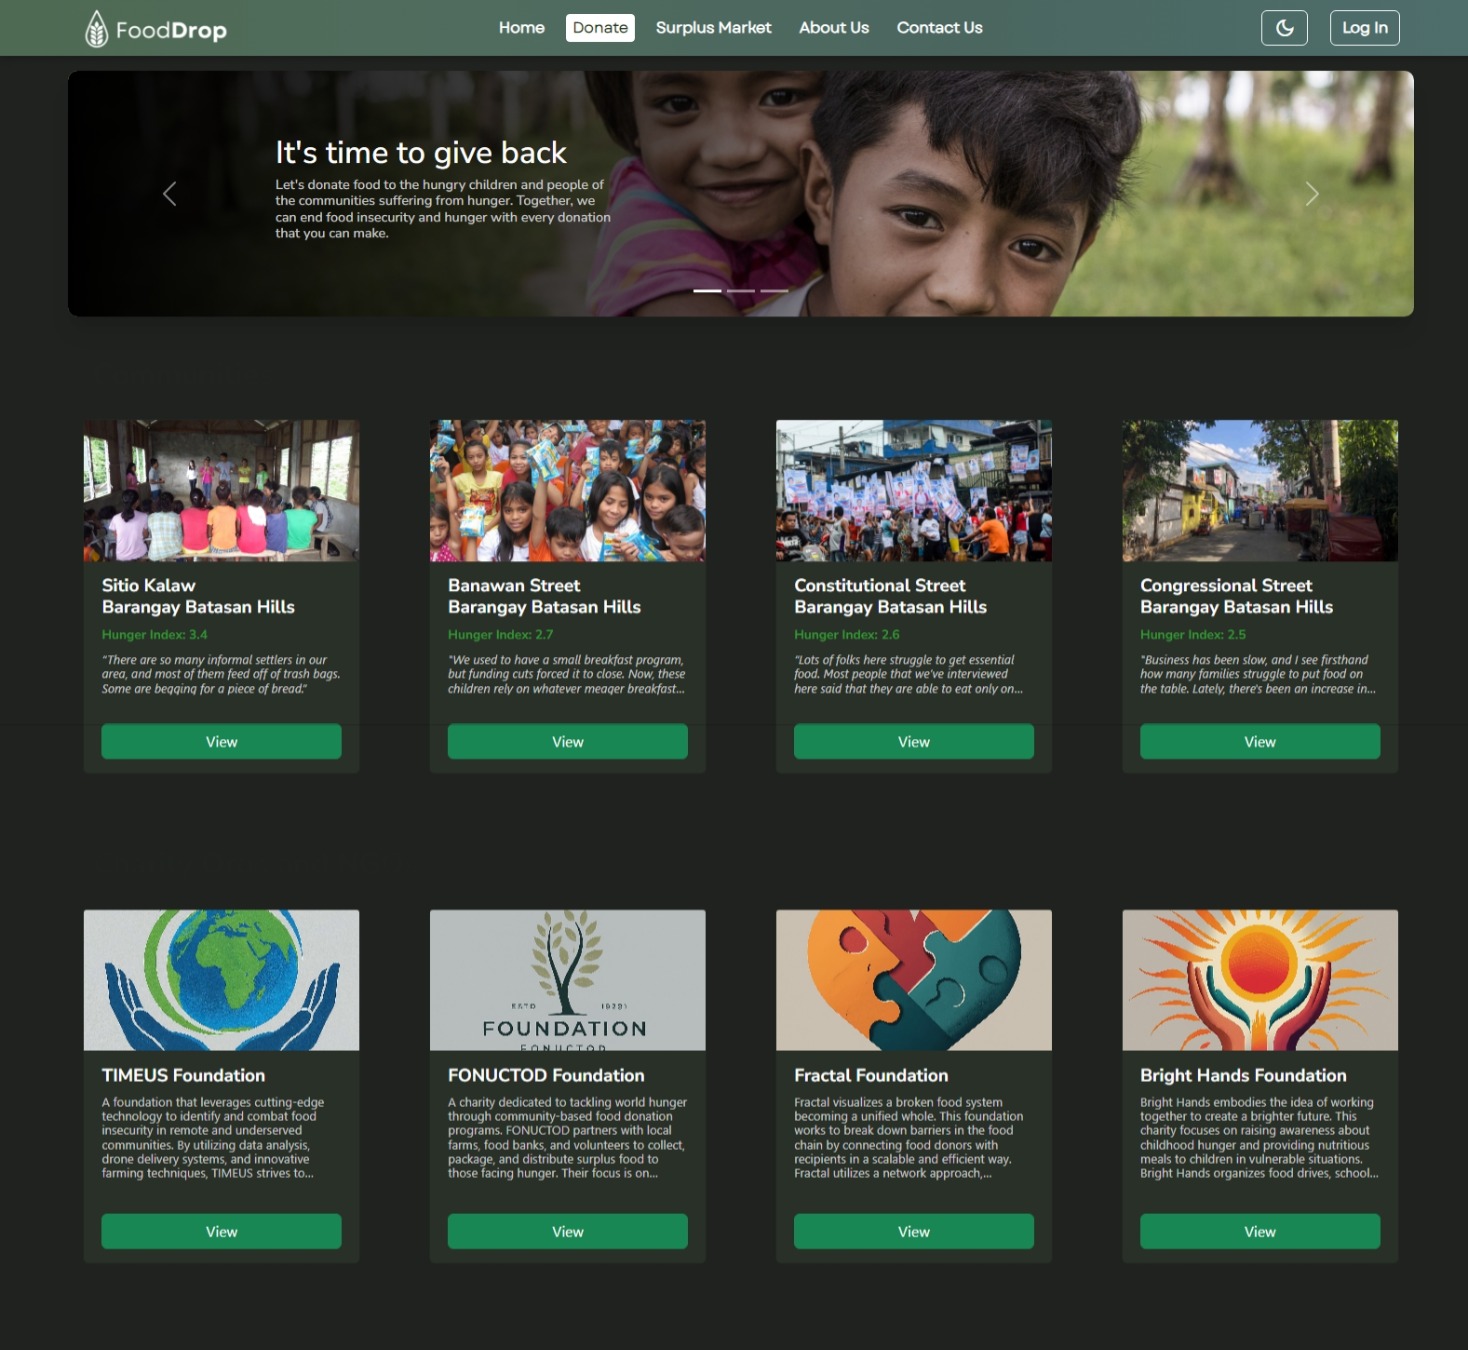 FoodDrop
Home
Donate
Surplus Market
About Us
Contact Us
Log In
It's time to give back
Let's donate food to the hungry children and people of
the communities suffering from hunger. Together, we
can end food insecurity and hunger with every donation
that you can make.
Sitio Kalaw
Barangay Batasan Hills
Hunger Index: 3.4
"There are so many informal settlers in our
area, and most of them feed off of trash bags.
Some are begging for a piece of bread."
View
Banawan Street
Barangay Batasan Hills
Hunger Index: 2.7
"We used to have a small breakfast program,
but funding cuts forced it to close. Now, these
children rely on whatever meager breakfast...
View
Constitutional Street
Barangay Batasan Hills
Hunger Index: 2.6
"Lots of folks here struggle to get essential
food. Most people that we've interviewed
here said that they are able to eat only on...
View
Congressional Street
Barangay Batasan Hills
Hunger Index: 2.5
"Business has been slow, and I see firsthand
how many families struggle to put food on
the table. Lately, there's been an increase in...
View
TIMEUS Foundation
A foundation that leverages cutting-edge
technology to identify and combat food
insecurity in remote and underserved
communities. By utilizing data analysis,
drone delivery systems, and innovative
farming techniques, TIMEUS strives to...
View
FOUNDATION
FONUCTOD
FONUCTOD Foundation
A charity dedicated to tackling world hunger
through community-based food donation
programs. FONUCTOD partners with local
farms, food banks, and volunteers to collect,
package, and distribute surplus food to
those facing hunger. Their focus is on...
View
Fractal Foundation
Fractal visualizes a broken food system
becoming a unified whole. This foundation
works to break down barriers in the food
chain by connecting food donors with
recipients in a scalable and efficient way.
Fractal utilizes a network approach,...
View
Bright Hands Foundation
Bright Hands embodies the idea of working
together to create a brighter future. This
charity focuses on raising awareness about
childhood hunger and providing nutritious
meals to children in vulnerable situations.
Bright Hands organizes food drives, school...
View